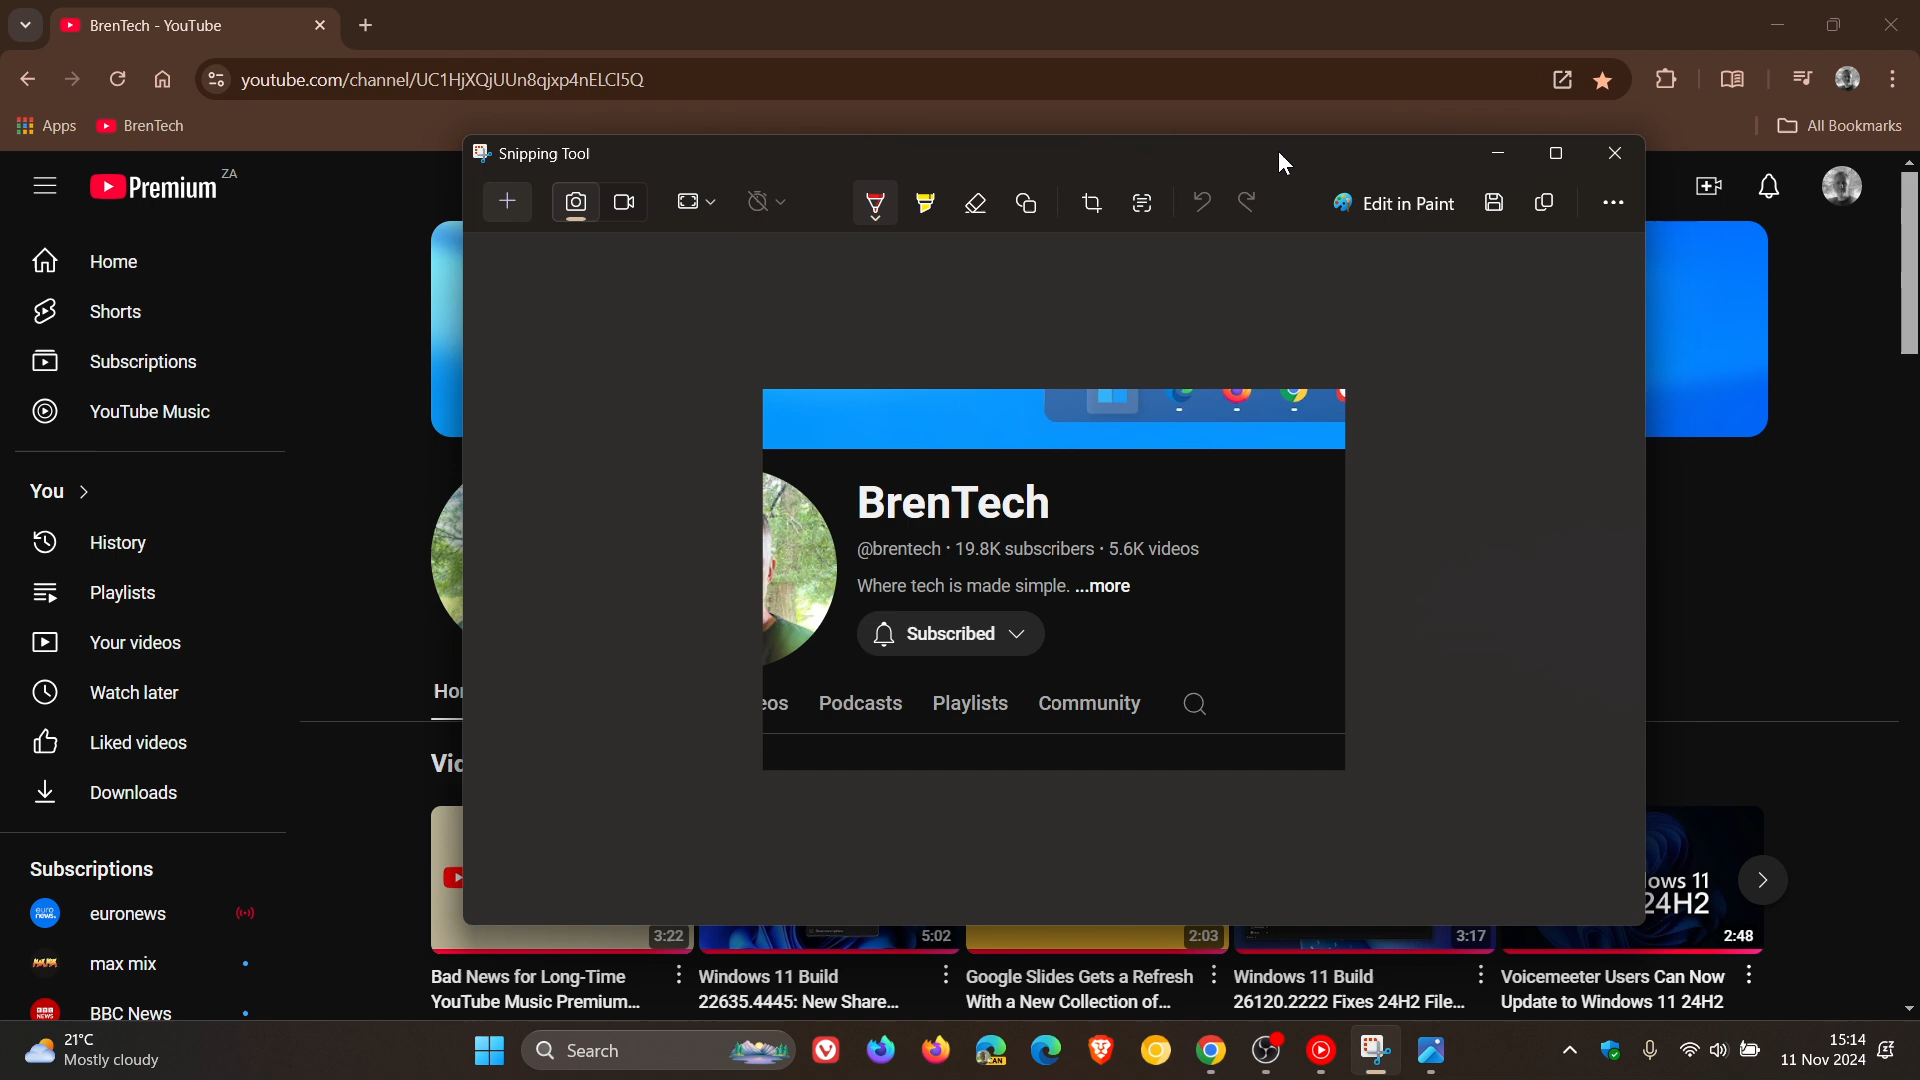 BrenTech - YouTube
youtube.com/channel/UC1HjXQjUUn8qjxp4nELCI5Q
Apps
BrenTech
All Bookmarks
Premium
ZA
Home
Shorts
Subscriptions
YouTube Music
You
History
Playlists
Your videos
Watch later
Liked videos
Downloads
Subscriptions
euronews
max mix
BBC News
Snipping Tool
Edit in Paint
BrenTech
@brentech · 19.8K subscribers · 5.6K videos
Where tech is made simple. ...more
Subscribed
eos
Podcasts
Playlists
Community
Ho
Vi
ows 11
24H2
3:22
5:02
2:03
3:17
2:48
Bad News for Long-Time
YouTube Music Premium...
Windows 11 Build
22635.4445: New Share...
Google Slides Gets a Refresh
With a New Collection of...
Windows 11 Build
26120.2222 Fixes 24H2 File...
Voicemeeter Users Can Now
Update to Windows 11 24H2
21°C
Mostly cloudy
Search
CAN
15:14
11 Nov 2024